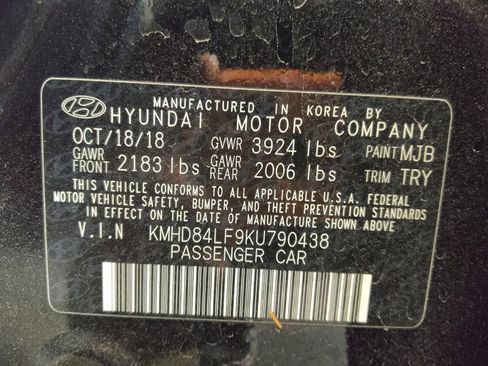 MANUFACTURED IN KOREA BY
HYUNDAI MOTOR COMPANY
OCT/18/18 GVWR 3924 lbs PAINT MJB
GAWR FRONT 2183 lbs GAWR REAR 2006 lbs TRIM TRY
THIS VEHICLE CONFORMS TO ALL APPLICABLE U.S.A. FEDERAL
MOTOR VEHICLE SAFETY, BUMPER, AND THEFT PREVENTION STANDARDS
IN EFFECT ON THE DATE OF MANUFACTURE SHOWN ABOVE.
V.I.N KMHD84LF9KU790438
PASSENGER CAR